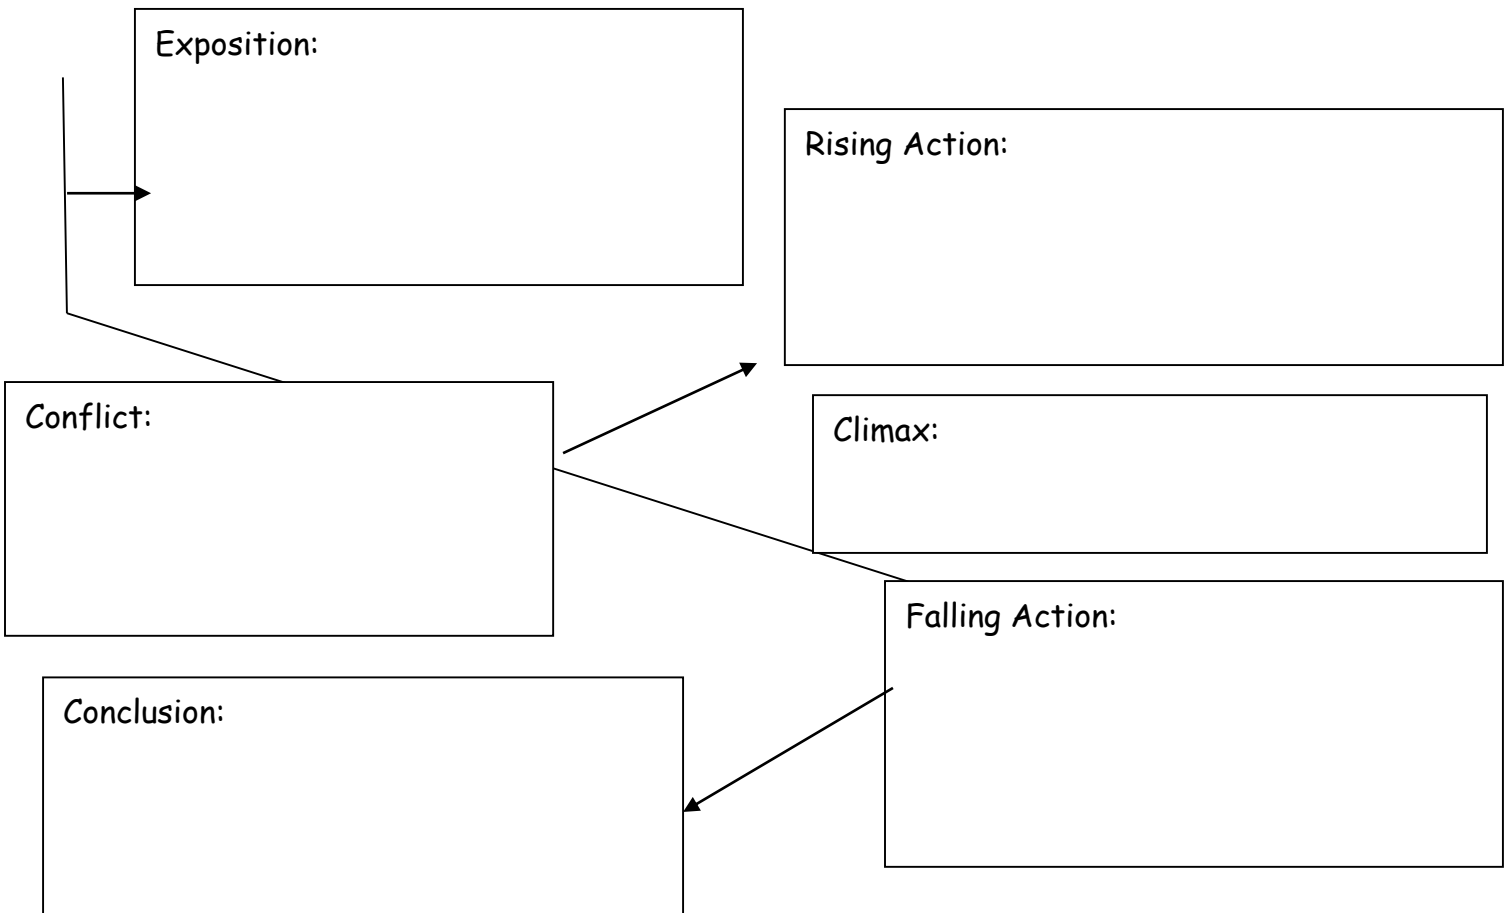 Exposition:
Rising Action:
Conflict:
Climax:
Falling Action:
Conclusion: